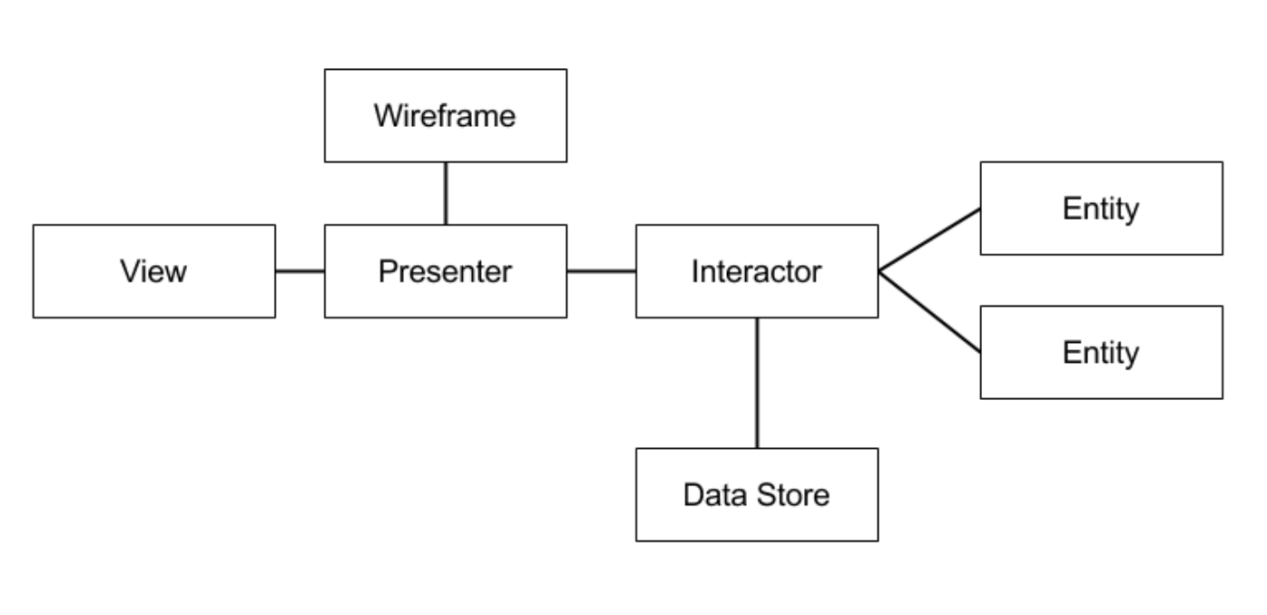 Wireframe
View
Presenter
Interactor
Entity
Entity
Data Store